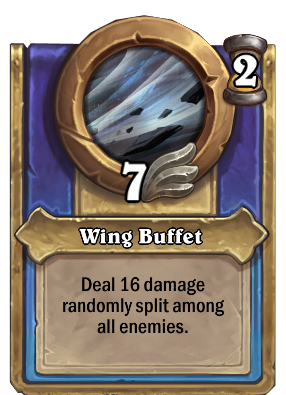 2
7
Wing Buffet
Deal 16 damage
randomly split among
all enemies.